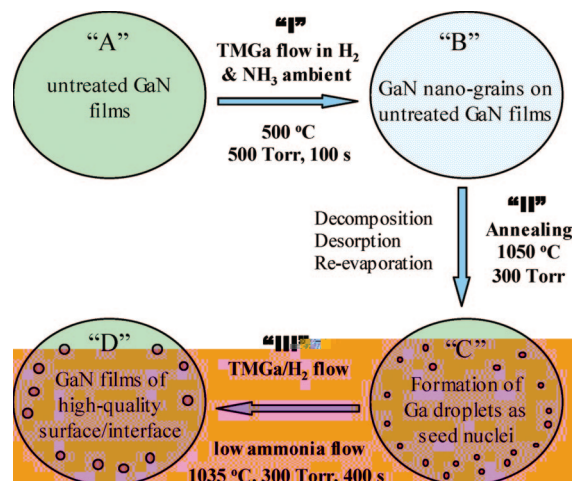 “A”
untreated GaN
films
“I”
TMGa flow in H2
& NH3 ambient
500 °C
500 Torr, 100 s
“B”
GaN nano-grains on
untreated GaN films
Decomposition
Desorption
Re-evaporation
“II”
Annealing
1050 °C
300 Torr
“C”
Formation of
Ga droplets as
seed nuclei
“III”
TMGa/H2 flow
low ammonia flow
1035 °C, 300 Torr, 400 s
“D”
GaN films of
high-quality
surface/interface